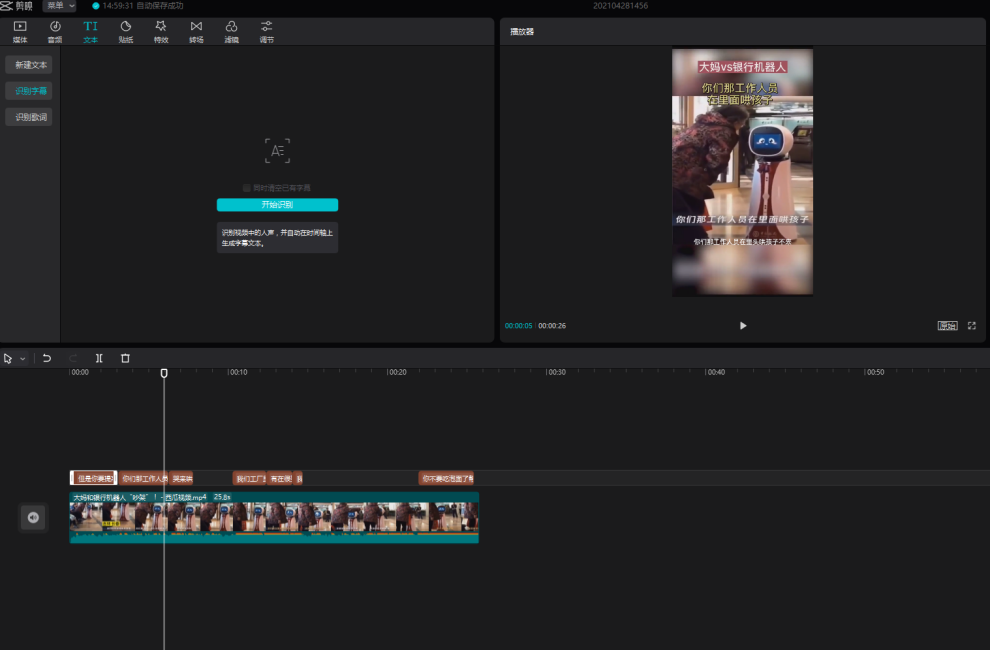 剪映
菜单
14:59:31 自动保存成功
202104281456
媒体
音频
TI
文本
贴纸
特效
转场
滤镜
调节
播放器
新建文本
识别字幕
识别歌词
同时清空已有字幕
开始识别
识别视频中的人声，并自动在时间轴上
生成字幕文本。
大妈vs银行机器人
你们那工作人员
在里面哄孩子
你们那工作人员在里面哄孩子
你们那工作人员在里头哄孩子不哭
00:00:05
00:00:26
原始
00:00
00:10
00:20
00:30
00:40
00:50
但是你要提
你们那工作人员
哭来哄
我们工厂
有在很
我
你不要吃泡面了
大妈和银行机器人“吵架”！-西瓜视频.mp4
25.8s